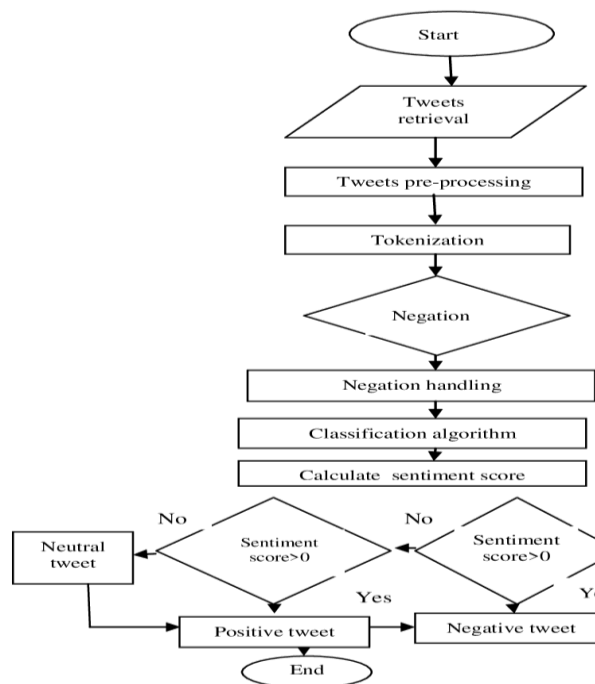 Start
Tweets
retrieval
Tweets pre-processing
Tokenization
Negation
Negation handling
Classification algorithm
Calculate sentiment score
No
No
Neutral
tweet
Sentiment
score>0
Sentiment
score>0
Yes
Positive tweet
Negative tweet
End